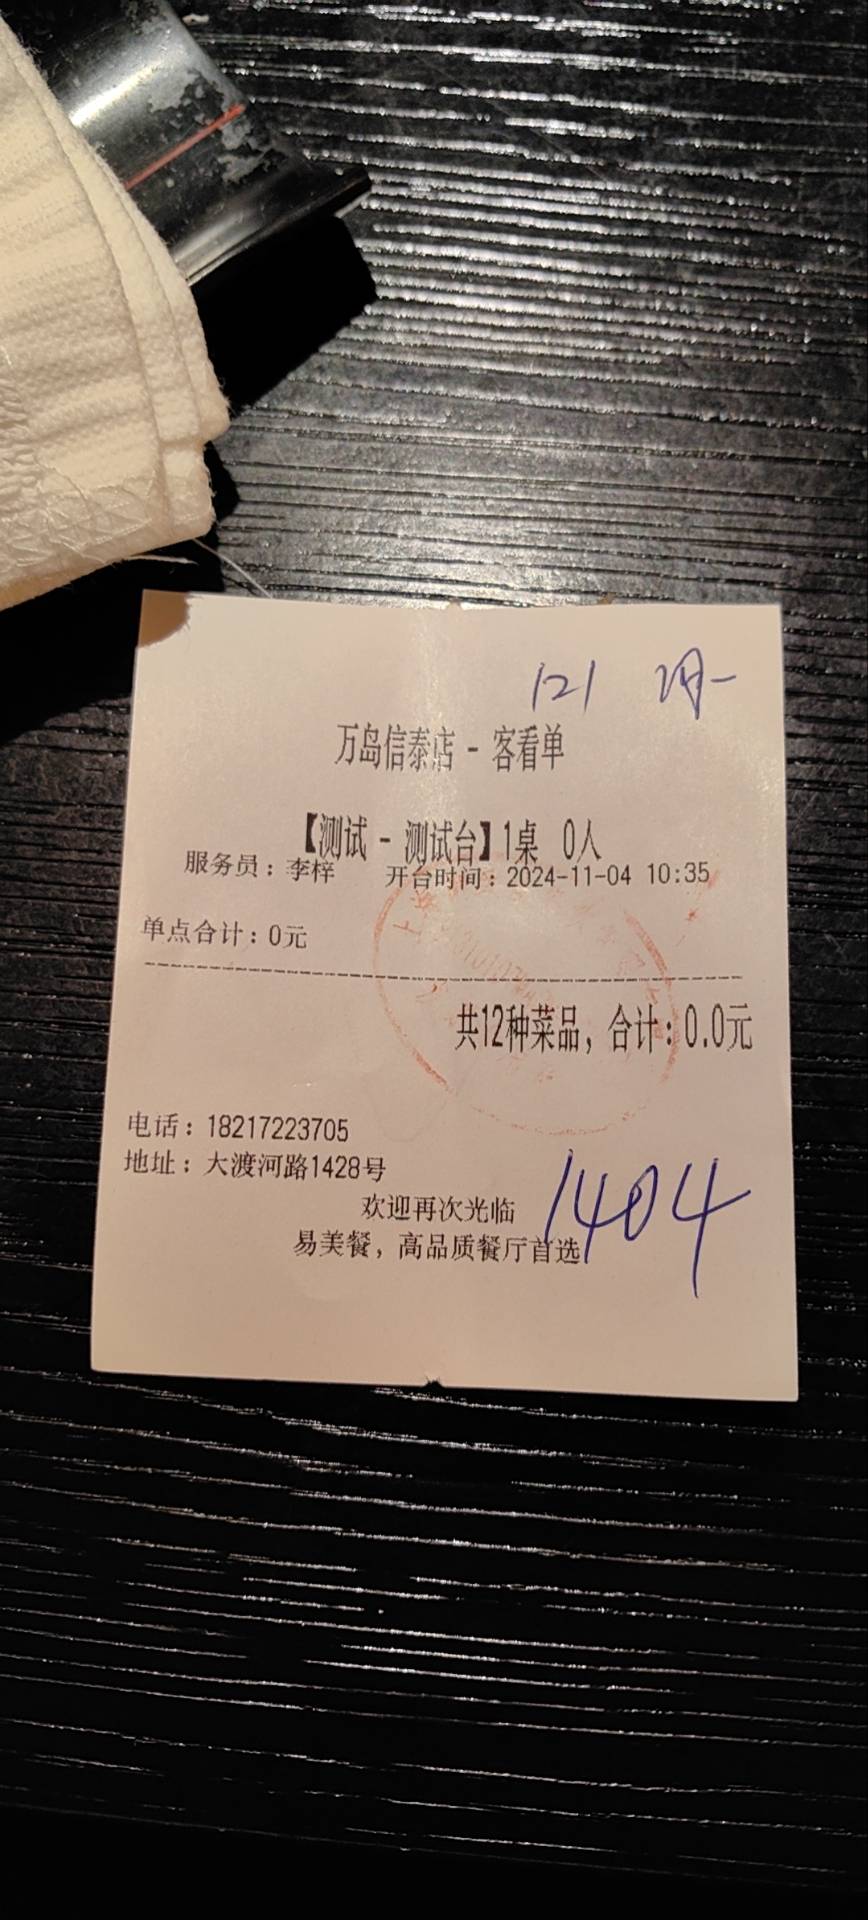 121
万岛信泰店 - 客看单
【测试 - 测试台】1桌 0人
服务员：李梓 开台时间：2024-11-04 10:35
单点合计：0元
共12种菜品，合计：0.0元
电话：18217223705
地址：大渡河路1428号
欢迎再次光临
易美餐，高品质餐厅首选
1404